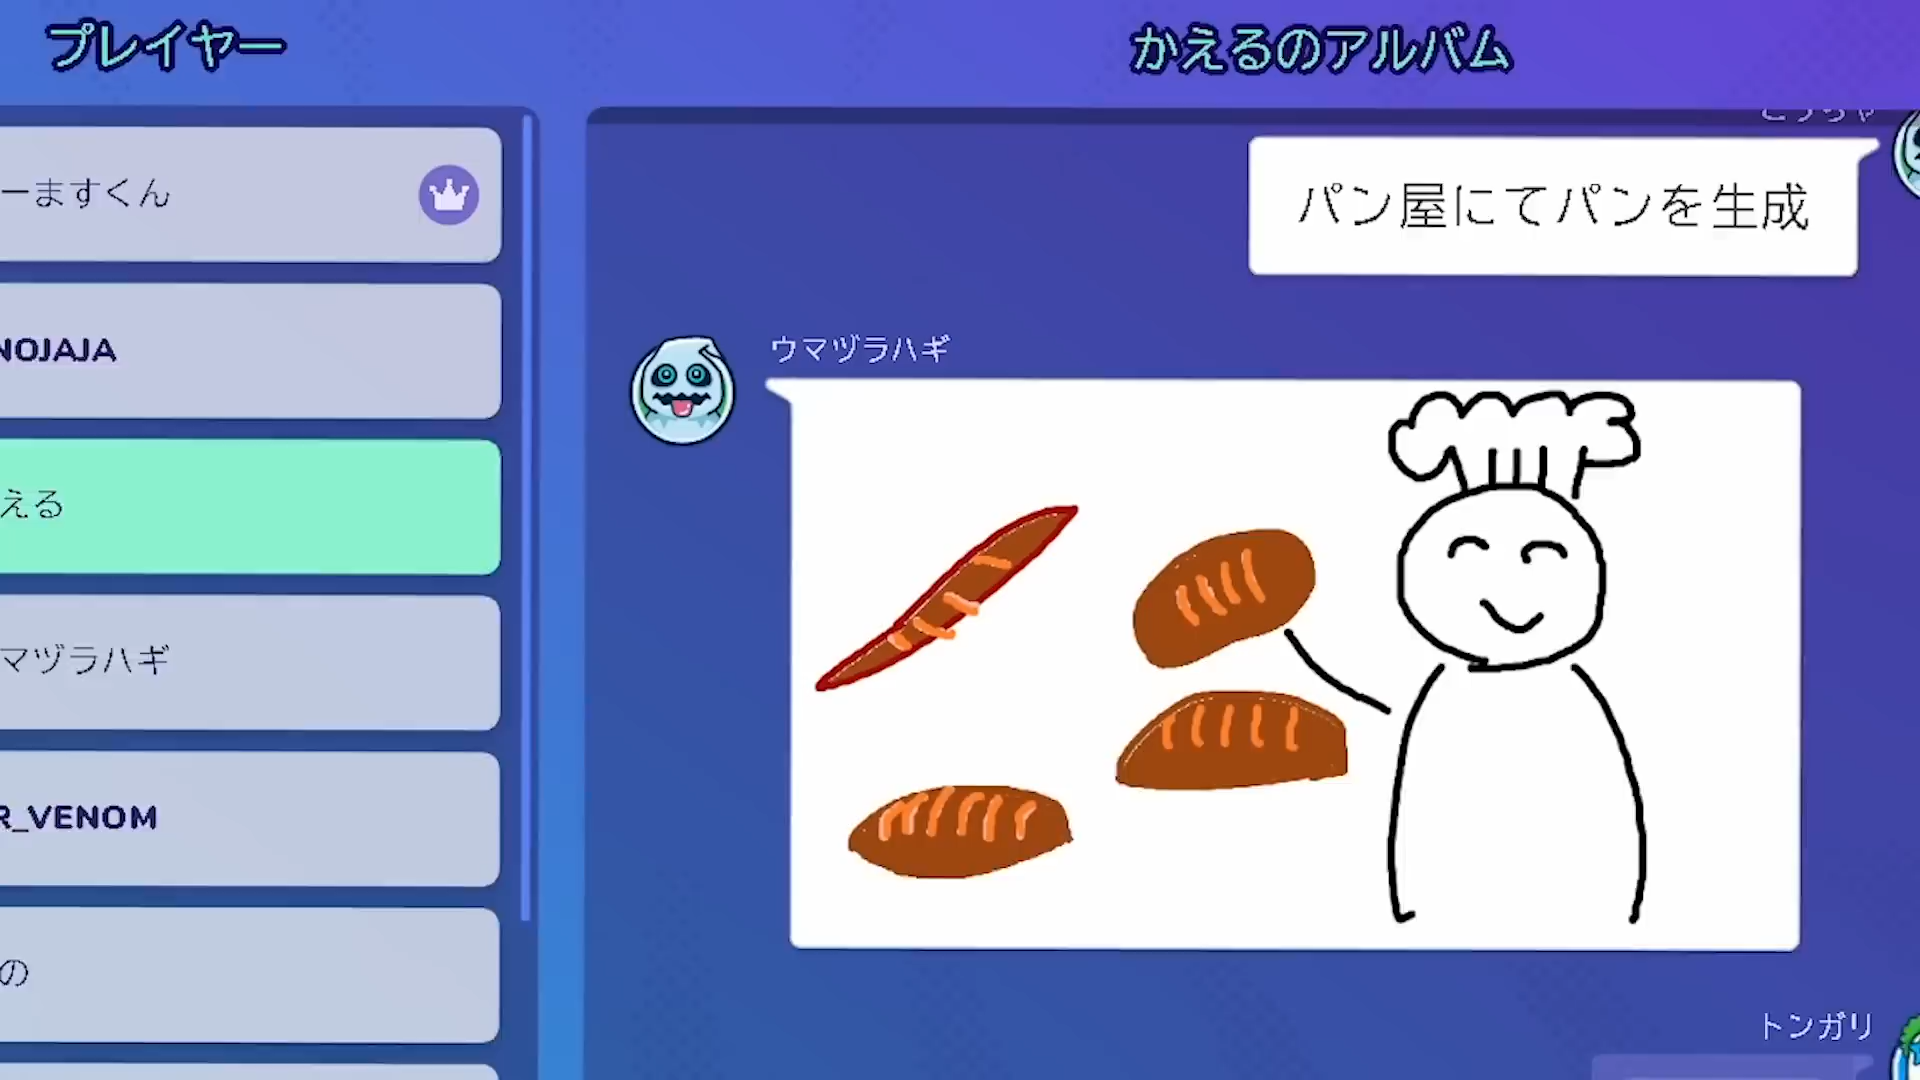 プレイヤー
かえるのアルバム
ーますくん
NOJAJA
える
マヅラハギ
R_VENOM
の
パン屋にてパンを生成
ウマヅラハギ
トンガリ